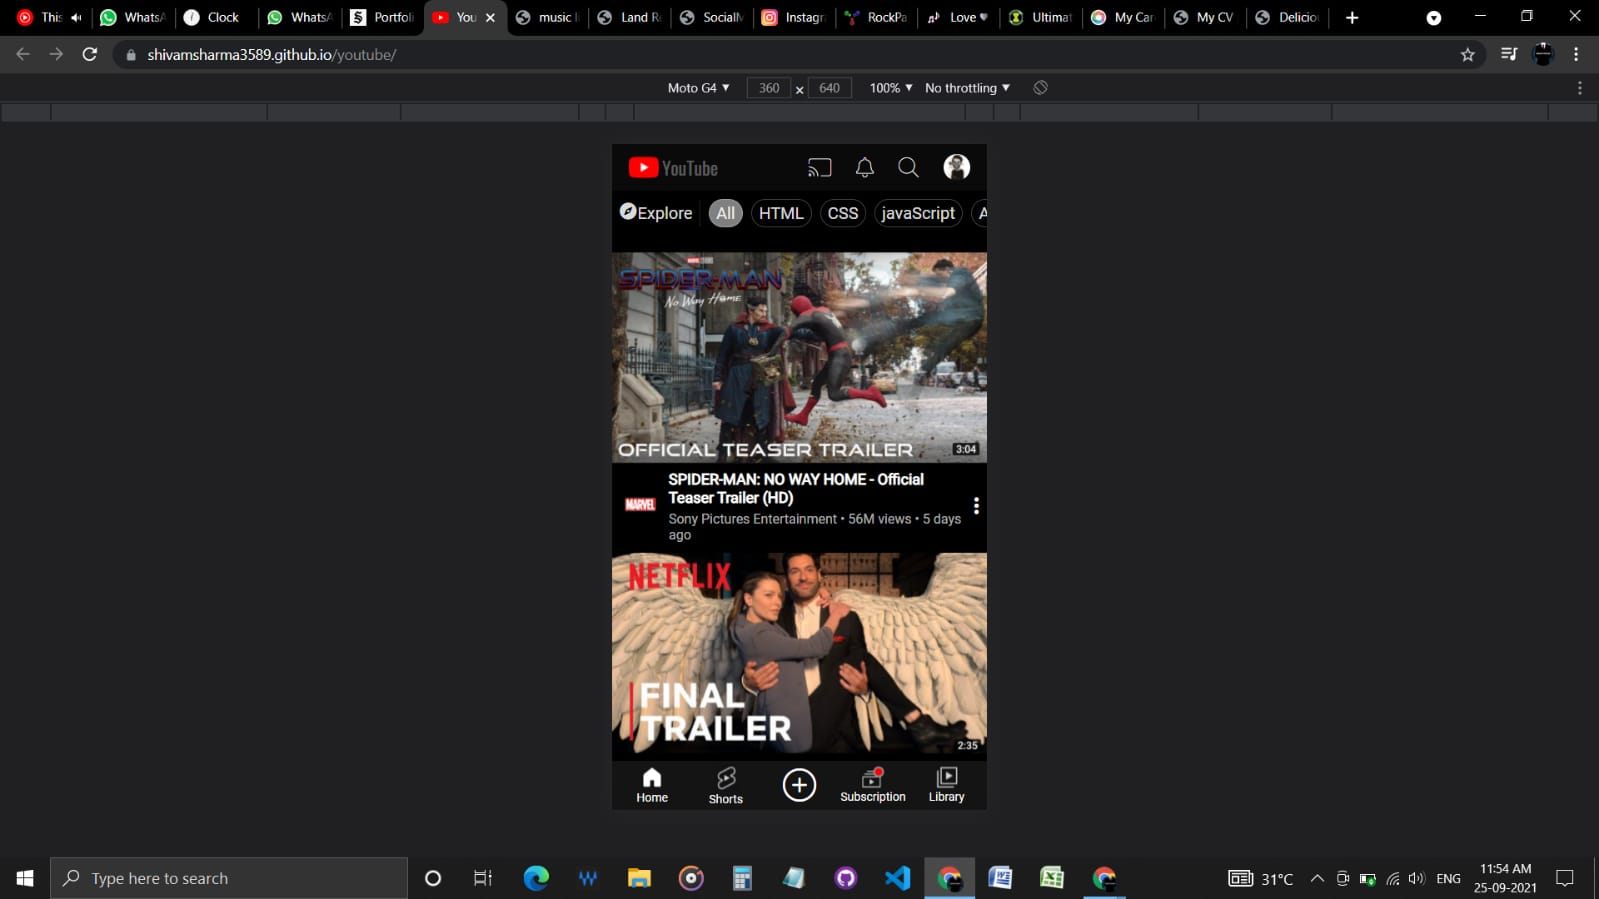 This
WhatsA
Clock
WhatsA
Portfoli
You
music li
Land Re
SocialM
Instagra
RockPa
Love
Ultimat
My Car
My CV
Deliciou
shivamsharma3589.github.io/youtube/
Moto G4 360 × 640 100% No throttling
YouTube
Explore All HTML CSS javaScript A
SPIDER-MAN
No Way Home
OFFICIAL TEASER TRAILER 3:04
MARVEL
SPIDER-MAN: NO WAY HOME - Official
Teaser Trailer (HD)
Sony Pictures Entertainment • 56M views • 5 days
ago
NETFLIX
FINAL
TRAILER
2:35
Home Shorts Subscription Library
Type here to search
31°C ENG
11:54 AM
25-09-2021